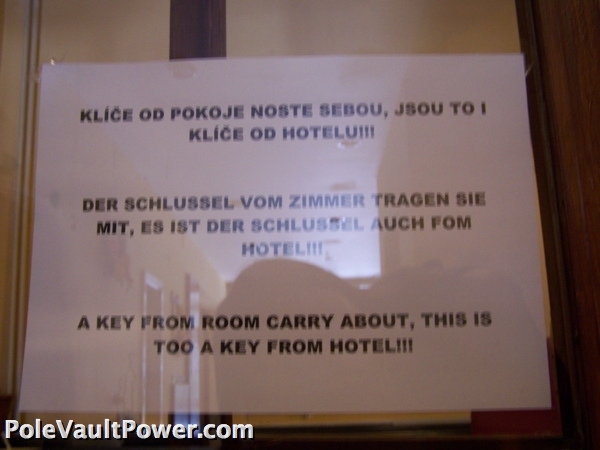 KLÍČE OD POKOJE NOSTE SEBOU, JSOU TO I
KLÍČE OD HOTELU!!!
DER SCHLUSSEL VOM ZIMMER TRAGEN SIE
MIT, ES IST DER SCHLUSSEL AUCH FOM
HOTEL!!!
A KEY FROM ROOM CARRY ABOUT, THIS IS
TOO A KEY FROM HOTEL!!!
PoleVaultPower.com